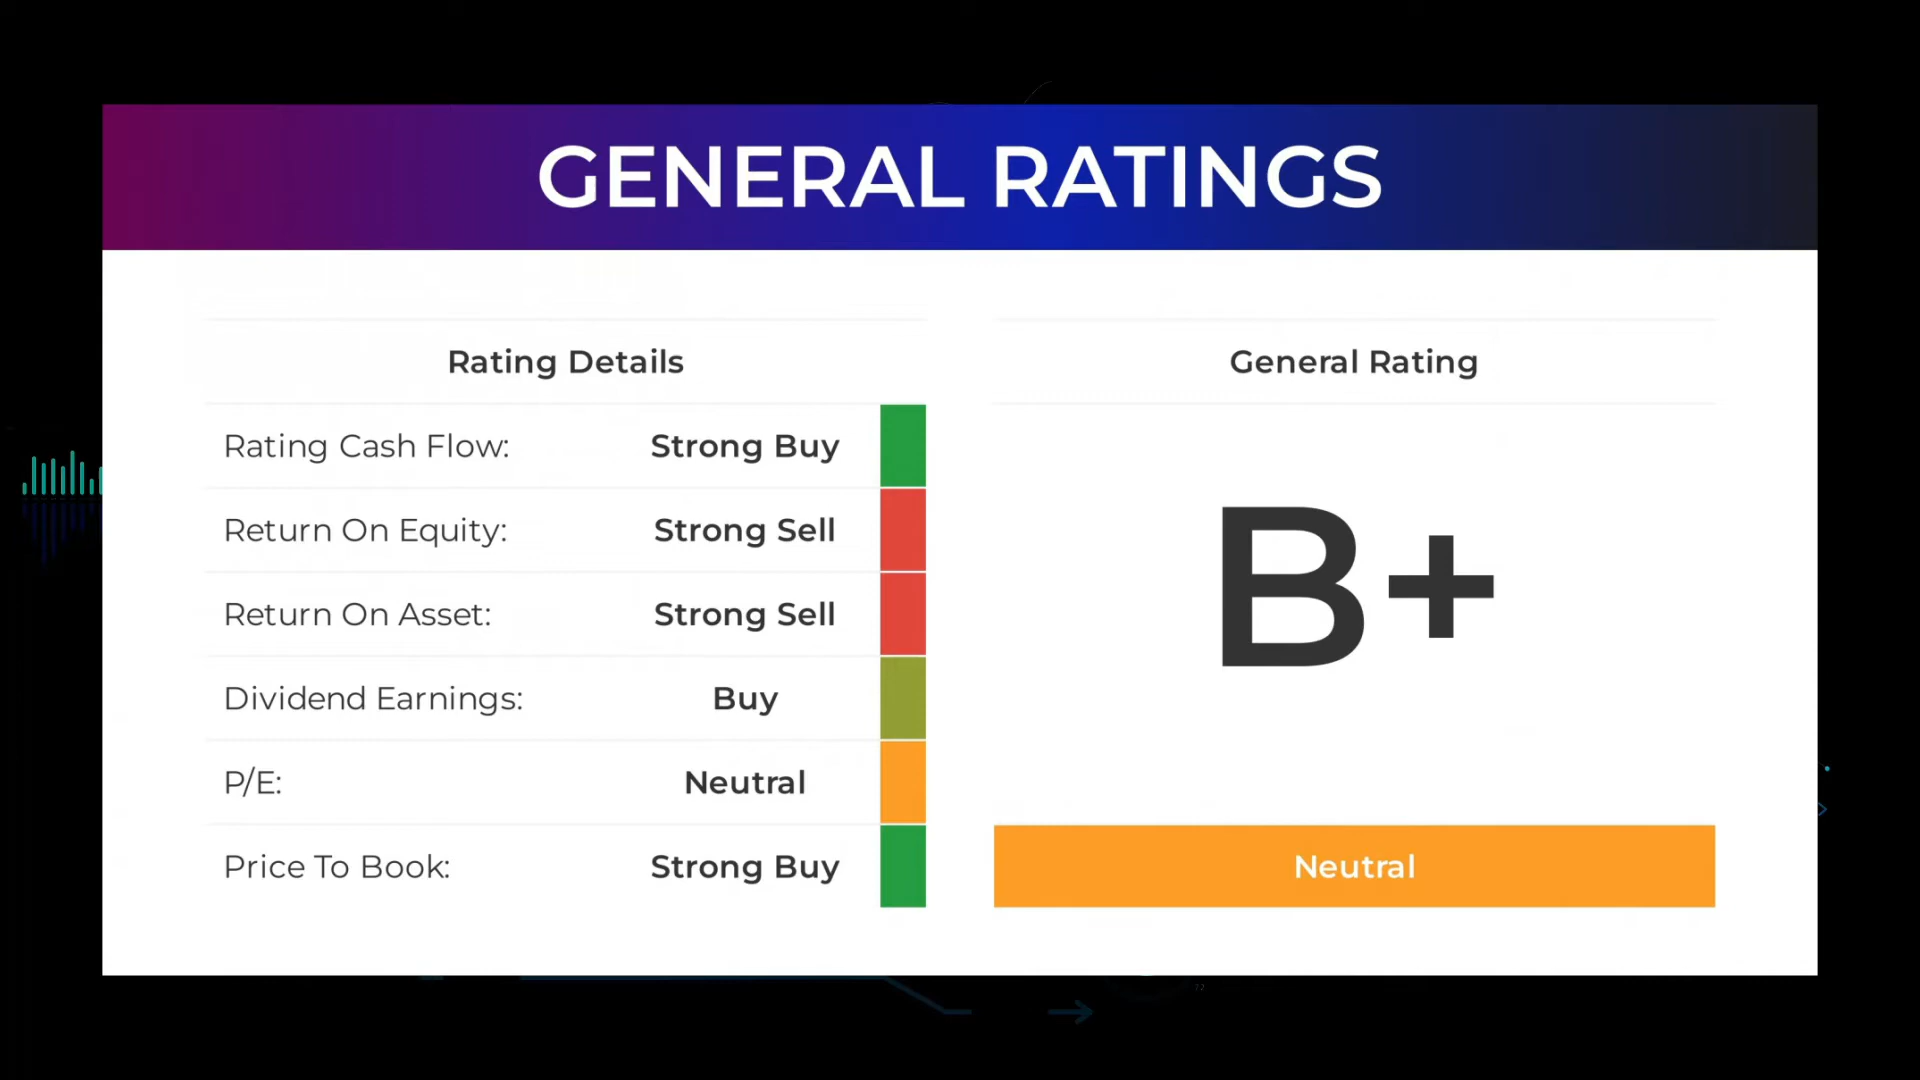 GENERAL RATINGS
Rating Details
Rating Cash Flow: Strong Buy
Return On Equity: Strong Sell
Return On Asset: Strong Sell
Dividend Earnings: Buy
P/E: Neutral
Price To Book: Strong Buy
General Rating
B+
Neutral